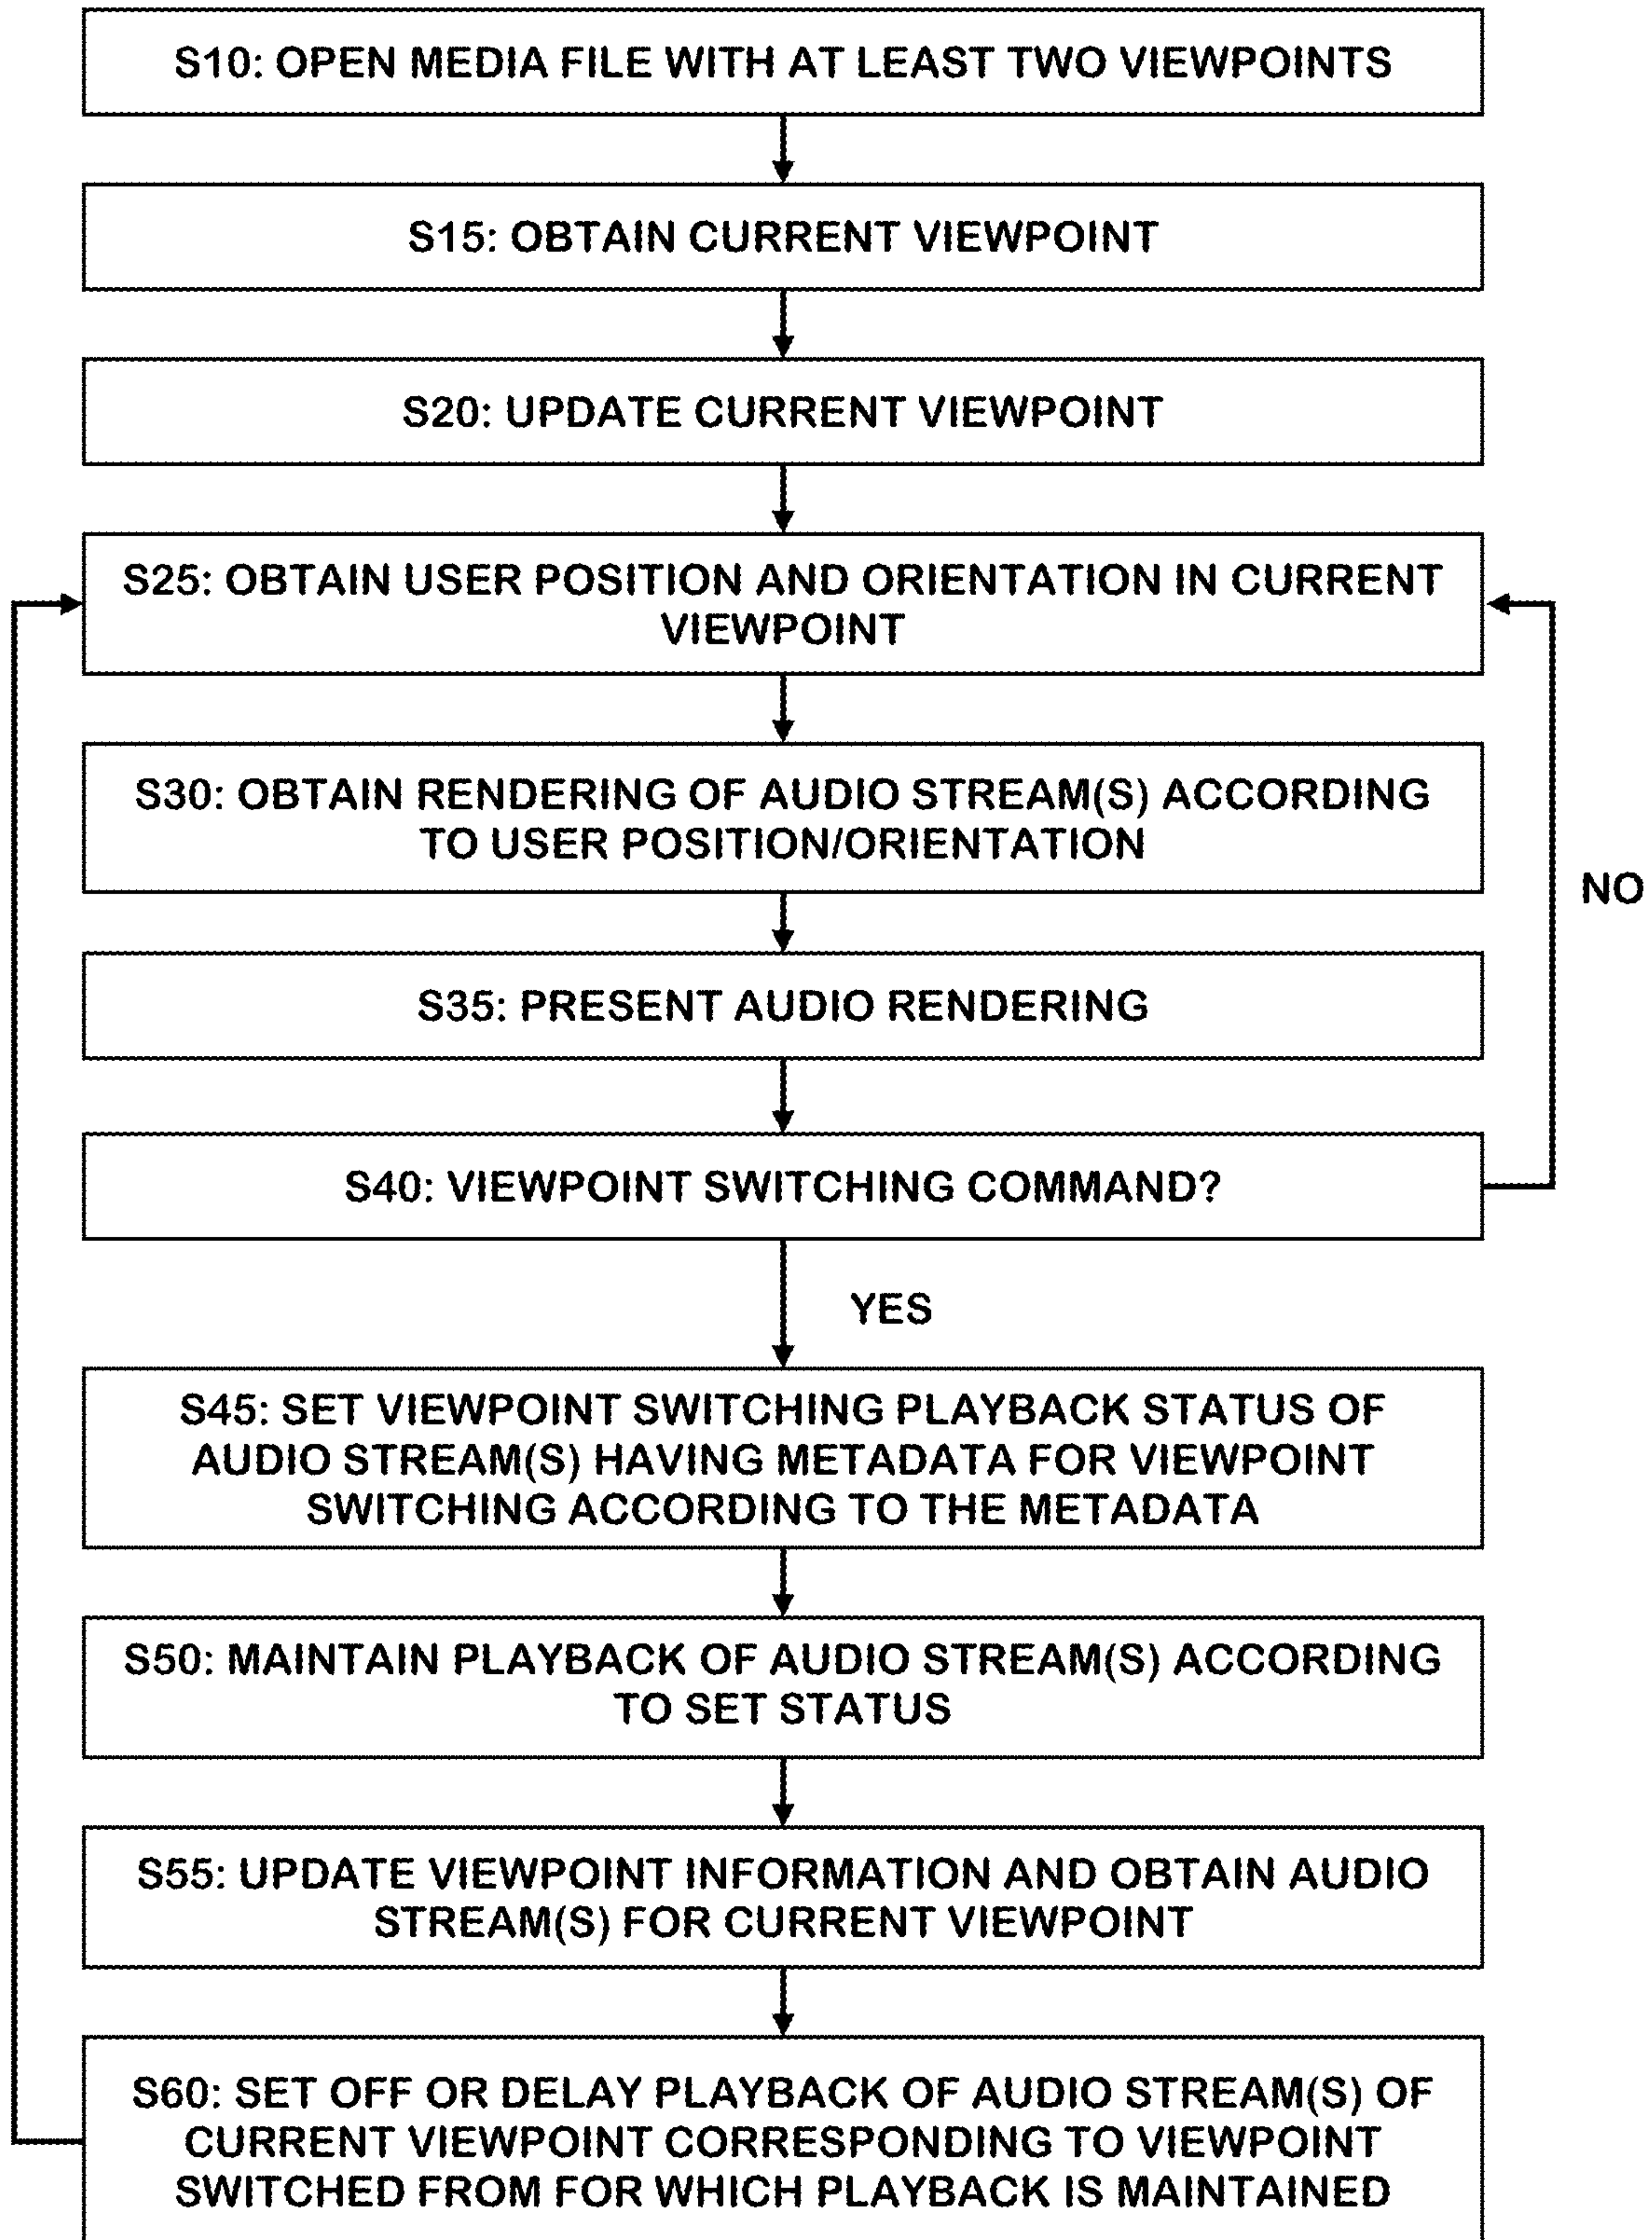 S10: OPEN MEDIA FILE WITH AT LEAST TWO VIEWPOINTS
S15: OBTAIN CURRENT VIEWPOINT
S20: UPDATE CURRENT VIEWPOINT
S25: OBTAIN USER POSITION AND ORIENTATION IN CURRENT
VIEWPOINT
S30: OBTAIN RENDERING OF AUDIO STREAM(S) ACCORDING
TO USER POSITION/ORIENTATION
NO
S35: PRESENT AUDIO RENDERING
S40: VIEWPOINT SWITCHING COMMAND?
YES
S45: SET VIEWPOINT SWITCHING PLAYBACK STATUS OF
AUDIO STREAM(S) HAVING METADATA FOR VIEWPOINT
SWITCHING ACCORDING TO THE METADATA
S50: MAINTAIN PLAYBACK OF AUDIO STREAM(S) ACCORDING
TO SET STATUS
S55: UPDATE VIEWPOINT INFORMATION AND OBTAIN AUDIO
STREAM(S) FOR CURRENT VIEWPOINT
S60: SET OFF OR DELAY PLAYBACK OF AUDIO STREAM(S) OF
CURRENT VIEWPOINT CORRESPONDING TO VIEWPOINT
SWITCHED FROM FOR WHICH PLAYBACK IS MAINTAINED